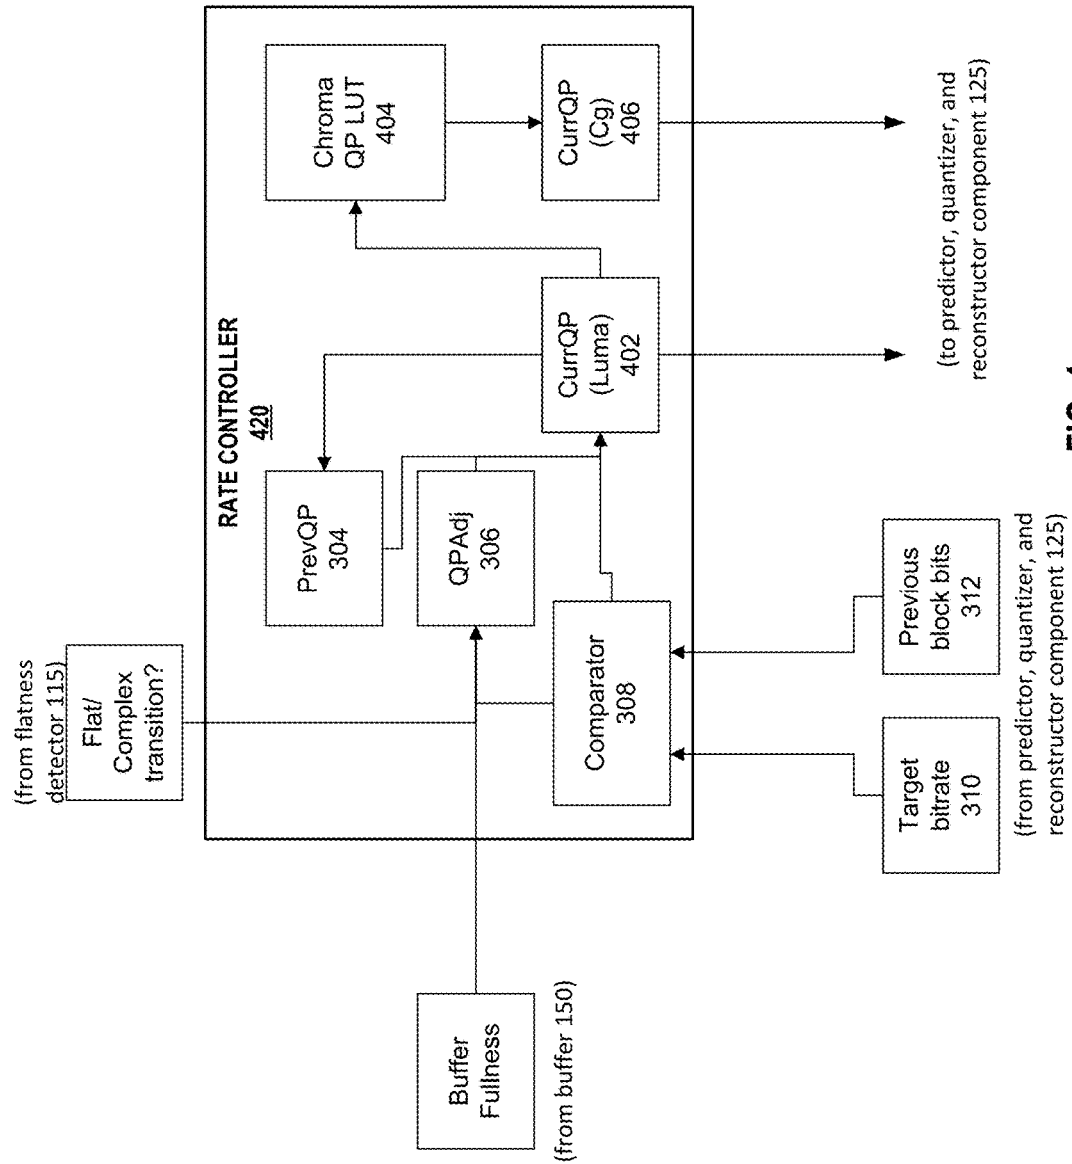 (from flatness
detector 115)
Flat/
Complex
transition?
RATE CONTROLLER
420
PrevQP
304
Chroma
QP LUT
404
Buffer
Fullness
(from buffer 150)
QPAdj
306
Comparator
308
CurrQP
(Luma)
402
CurrQP
(Cg)
406
Target
bitrate
310
Previous
block bits
312
(from predictor, quantizer, and
reconstructor component 125)
(to predictor, quantizer, and
reconstructor component 125)